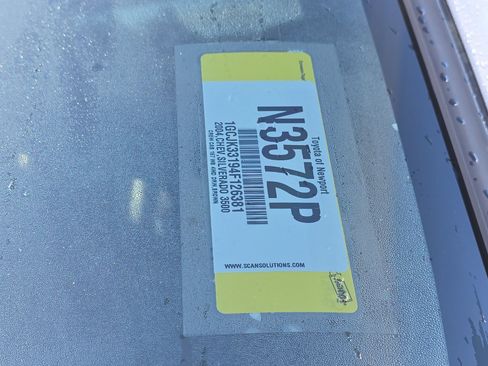 Toyota of Newport
N3572P
1GCJK33194F126381
2004, CHEV, SILVERADO 3500
WWW.SCANSOLUTIONS.COM